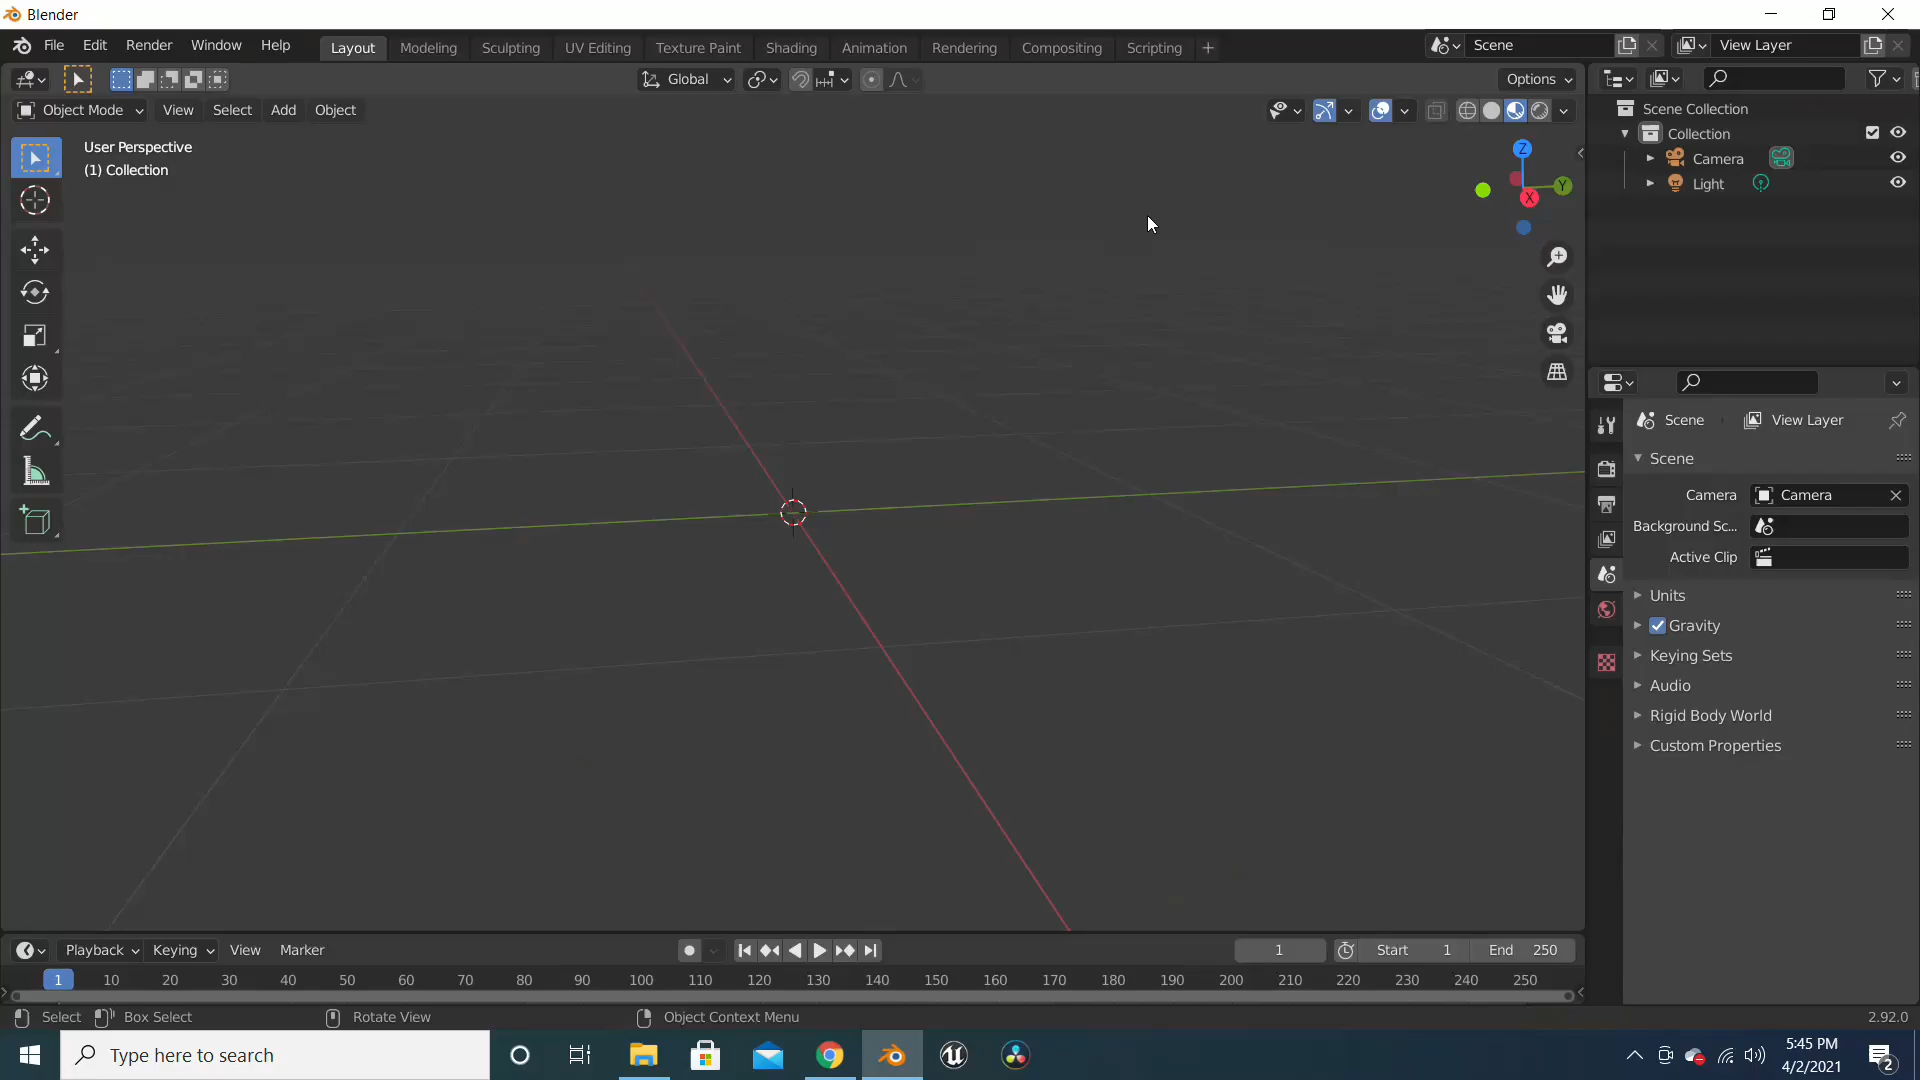 Blender
File Edit Render Window Help Layout Modeling Sculpting UV Editing Texture Paint Shading Animation Rendering Compositing Scripting + Scene View Layer
Global Options
Object Mode View Select Add Object
User Perspective
(1) Collection
Z
Y
X
Scene Collection
Collection
Camera
Light
Scene View Layer
Scene
Camera Camera
Background Sc...
Active Clip
Units
Gravity
Keying Sets
Audio
Rigid Body World
Custom Properties
Playback Keying View Marker 1 Start 1 End 250
1 10 20 30 40 50 60 70 80 90 100 110 120 130 140 150 160 170 180 190 200 210 220 230 240 250
Select Box Select Rotate View Object Context Menu 2.92.0
Type here to search
5:45 PM
4/2/2021
2